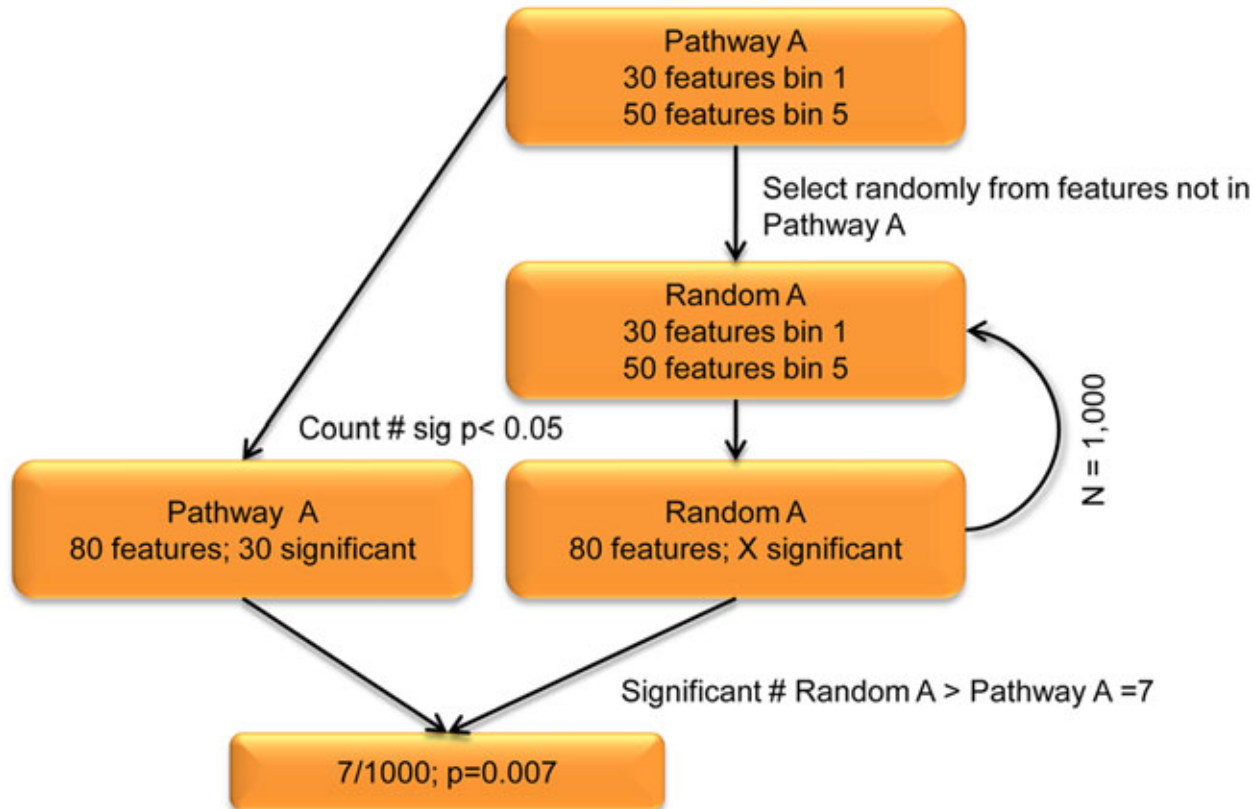 Pathway A
30 features bin 1
50 features bin 5
Select randomly from features not in
Pathway A
Random A
30 features bin 1
50 features bin 5
N = 1,000
Count # sig p< 0.05
Pathway A
80 features; 30 significant
Random A
80 features; X significant
Significant # Random A > Pathway A =7
7/1000; p=0.007